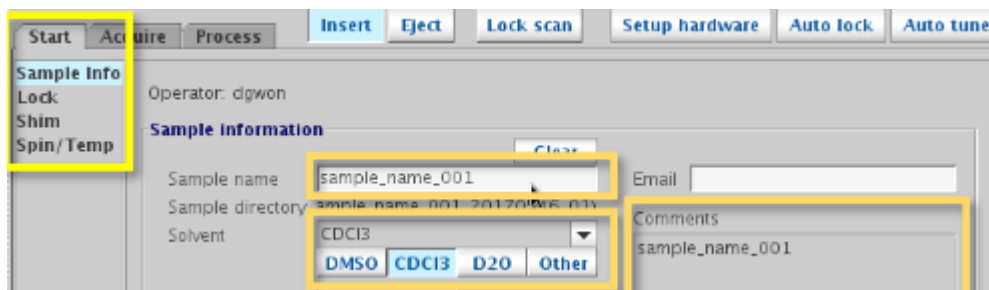 Start Acquire Process Insert Eject Lock scan Setup hardware Auto lock Auto tune
Sample Info
Lock
Shim
Spin/Temp
Operator: dgwon
Sample information
Clear
Sample name sample_name_001 Email
Sample directory
Solvent CDCl3
DMSO CDCl3 D2O Other
Comments
sample_name_001